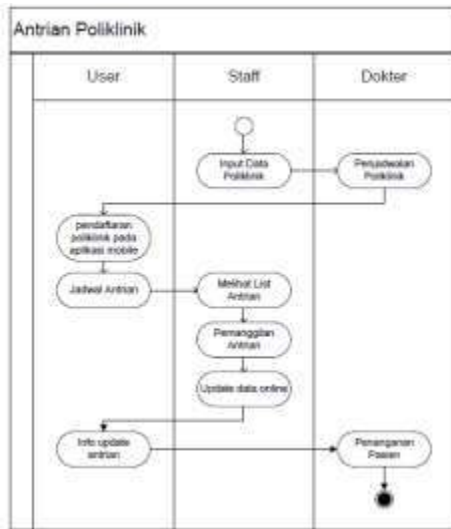 Antrian Poliklinik
User
Staff
Dokter
Input Data
Poliklinik
Penjadwalan
Poliklinik
pendaftaran
poliklinik pada
aplikasi mobile
Jadwal Antrian
Melihat List
Antrian
Pemanggilan
Antrian
Update data online
Info update
antrian
Penanganan
Pasien